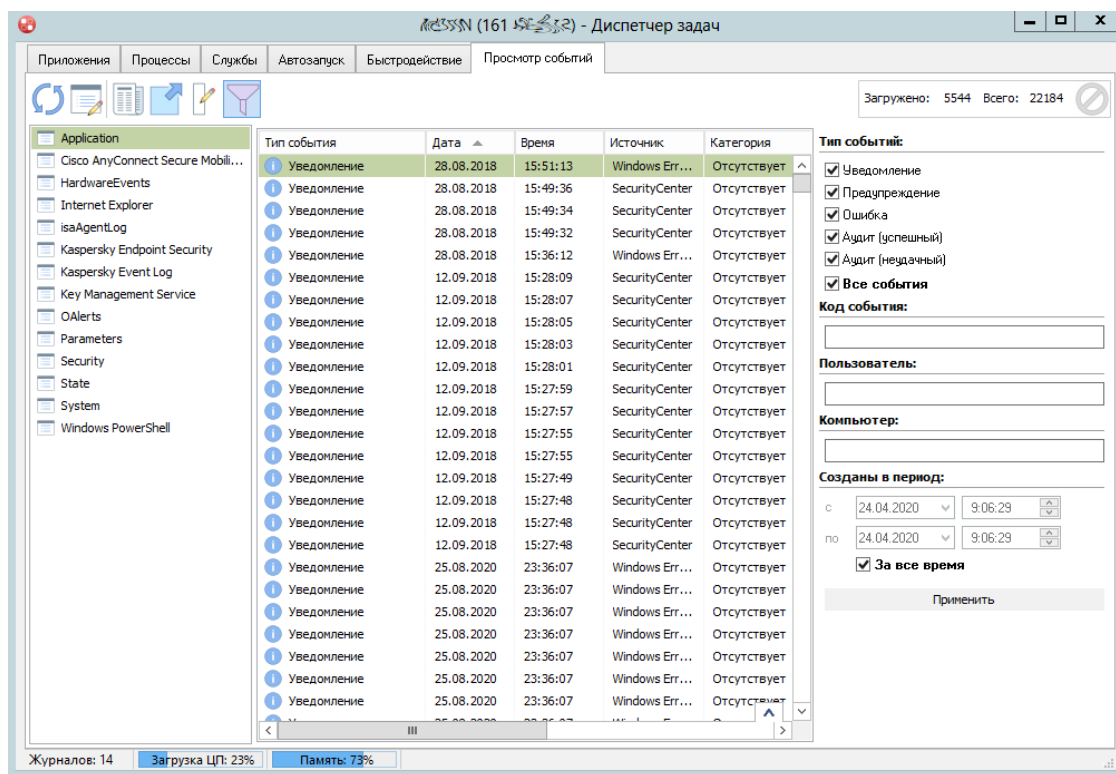 (161 - Диспетчер задач
Приложения Процессы Службы Автозапуск Быстродействие Просмотр событий
Загружено: 5544 Всего: 22184
Application
Cisco AnyConnect Secure Mobili...
HardwareEvents
Internet Explorer
isaAgentLog
Kaspersky Endpoint Security
Kaspersky Event Log
Key Management Service
OAlerts
Parameters
Security
State
System
Windows PowerShell
Тип события Дата Время Источник Категория
Уведомление 28.08.2018 15:51:13 Windows Err... Отсутствует
Уведомление 28.08.2018 15:49:36 SecurityCenter Отсутствует
Уведомление 28.08.2018 15:49:34 SecurityCenter Отсутствует
Уведомление 28.08.2018 15:49:32 SecurityCenter Отсутствует
Уведомление 28.08.2018 15:36:12 Windows Err... Отсутствует
Уведомление 12.09.2018 15:28:09 SecurityCenter Отсутствует
Уведомление 12.09.2018 15:28:07 SecurityCenter Отсутствует
Уведомление 12.09.2018 15:28:05 SecurityCenter Отсутствует
Уведомление 12.09.2018 15:28:03 SecurityCenter Отсутствует
Уведомление 12.09.2018 15:28:01 SecurityCenter Отсутствует
Уведомление 12.09.2018 15:27:59 SecurityCenter Отсутствует
Уведомление 12.09.2018 15:27:57 SecurityCenter Отсутствует
Уведомление 12.09.2018 15:27:55 SecurityCenter Отсутствует
Уведомление 12.09.2018 15:27:55 SecurityCenter Отсутствует
Уведомление 12.09.2018 15:27:49 SecurityCenter Отсутствует
Уведомление 12.09.2018 15:27:48 SecurityCenter Отсутствует
Уведомление 12.09.2018 15:27:48 SecurityCenter Отсутствует
Уведомление 12.09.2018 15:27:48 SecurityCenter Отсутствует
Уведомление 25.08.2020 23:36:07 Windows Err... Отсутствует
Уведомление 25.08.2020 23:36:07 Windows Err... Отсутствует
Уведомление 25.08.2020 23:36:07 Windows Err... Отсутствует
Уведомление 25.08.2020 23:36:07 Windows Err... Отсутствует
Уведомление 25.08.2020 23:36:07 Windows Err... Отсутствует
Уведомление 25.08.2020 23:36:07 Windows Err... Отсутствует
Уведомление 25.08.2020 23:36:07 Windows Err... Отсутствует
Тип событий:
Уведомление
Предупреждение
Ошибка
Аудит (успешный)
Аудит (неудачный)
Все события
Код события:
Пользователь:
Компьютер:
Созданы в период:
с 24.04.2020 9:06:29
по 24.04.2020 9:06:29
За все время
Применить
Журналов: 14 Загрузка ЦП: 23% Память: 73%